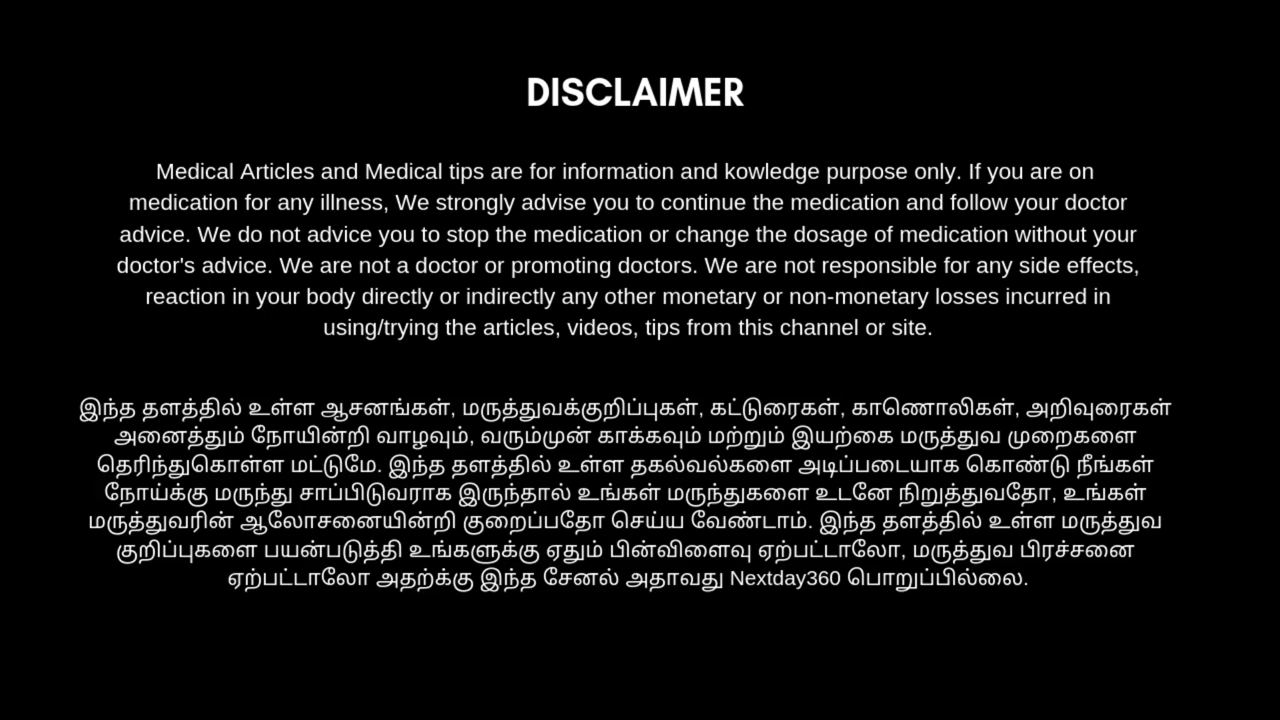 DISCLAIMER
Medical Articles and Medical tips are for information and kowledge purpose only. If you are on
medication for any illness, We strongly advise you to continue the medication and follow your doctor
advice. We do not advice you to stop the medication or change the dosage of medication without your
doctor's advice. We are not a doctor or promoting doctors. We are not responsible for any side effects,
reaction in your body directly or indirectly any other monetary or non-monetary losses incurred in
using/trying the articles, videos, tips from this channel or site.
இந்த தளத்தில் உள்ள ஆசனங்கள், மருத்துவக்குறிப்புகள், கட்டுரைகள், காணொலிகள், அறிவுரைகள்
அனைத்தும் நோயின்றி வாழவும், வரும்முன் காக்கவும் மற்றும் இயற்கை மருத்துவ முறைகளை
தெரிந்துகொள்ள மட்டுமே. இந்த தளத்தில் உள்ள தகல்வல்களை அடிப்படையாக கொண்டு நீங்கள்
நோய்க்கு மருந்து சாப்பிடுவராக இருந்தால் உங்கள் மருந்துகளை உடனே நிறுத்துவதோ, உங்கள்
மருத்துவரின் ஆலோசனையின்றி குறைப்பதோ செய்ய வேண்டாம். இந்த தளத்தில் உள்ள மருத்துவ
குறிப்புகளை பயன்படுத்தி உங்களுக்கு ஏதும் பின்விளைவு ஏற்பட்டாலோ, மருத்துவ பிரச்சனை
ஏற்பட்டாலோ அதற்க்கு இந்த சேனல் அதாவது Nextday360 பொறுப்பில்லை.